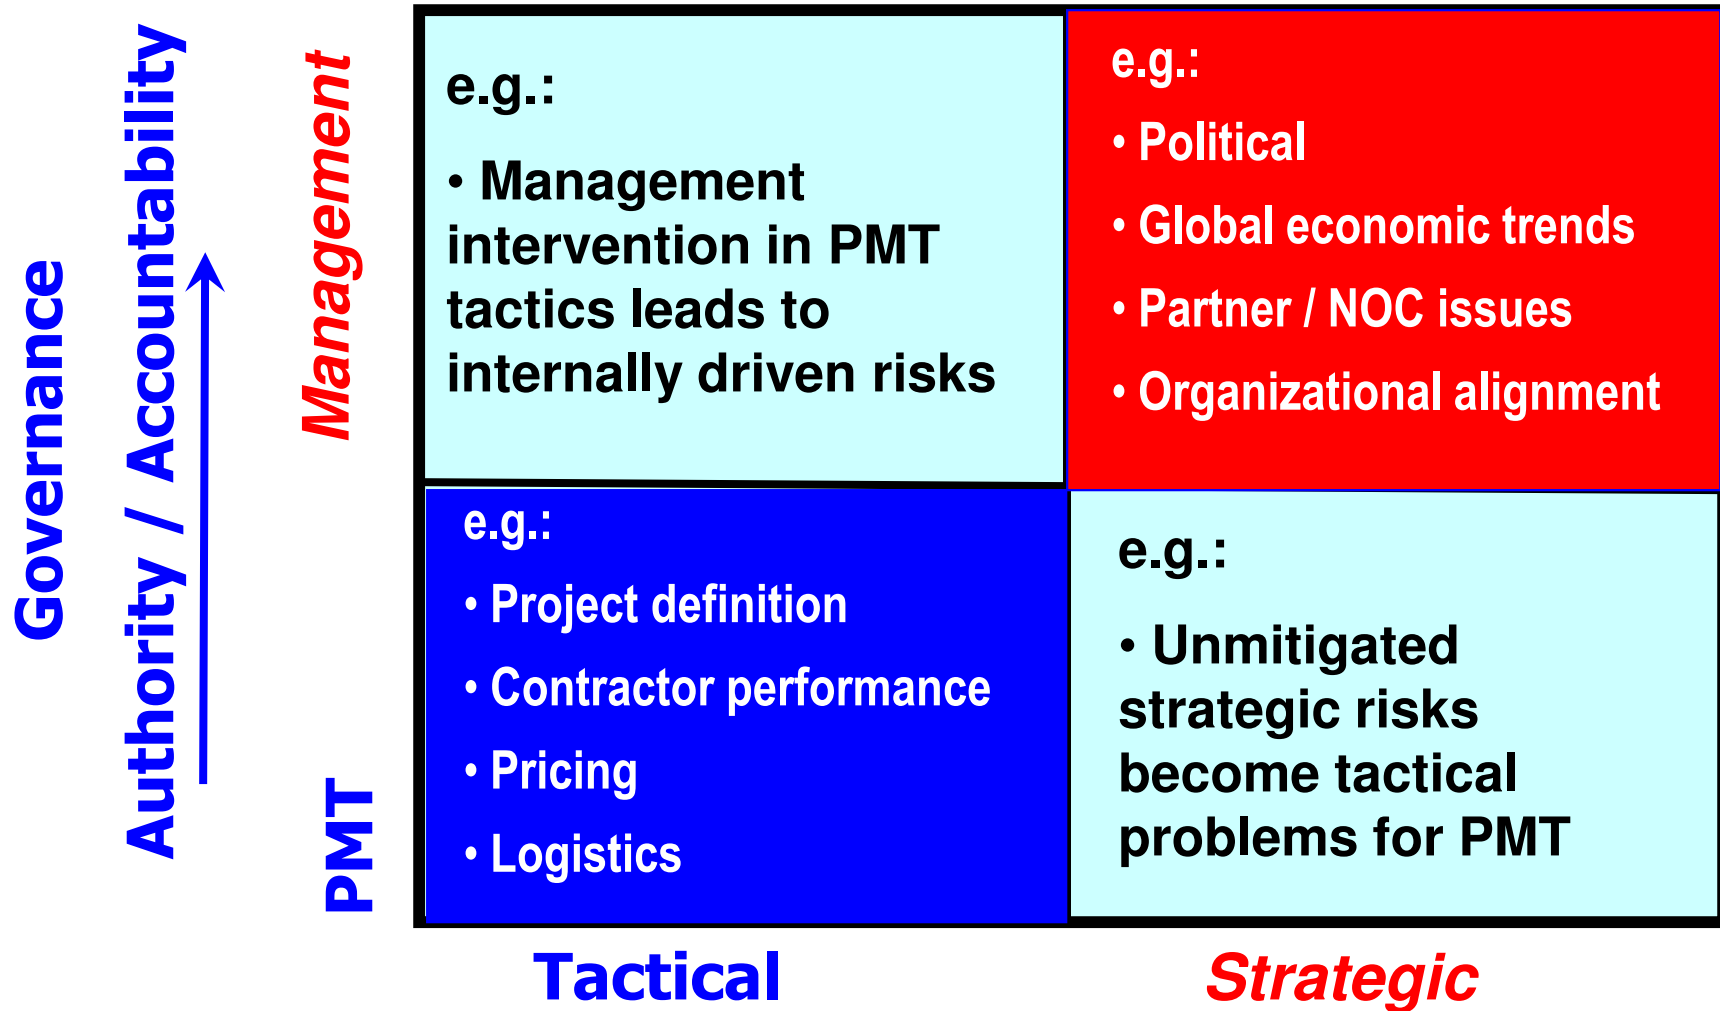 Governance
Authority / Accountability
Management
PMT
e.g.:
• Management
intervention in PMT
tactics leads to
internally driven risks
e.g.:
• Political
• Global economic trends
• Partner / NOC issues
• Organizational alignment
e.g.:
• Project definition
• Contractor performance
• Pricing
• Logistics
e.g.:
• Unmitigated
strategic risks
become tactical
problems for PMT
Tactical
Strategic